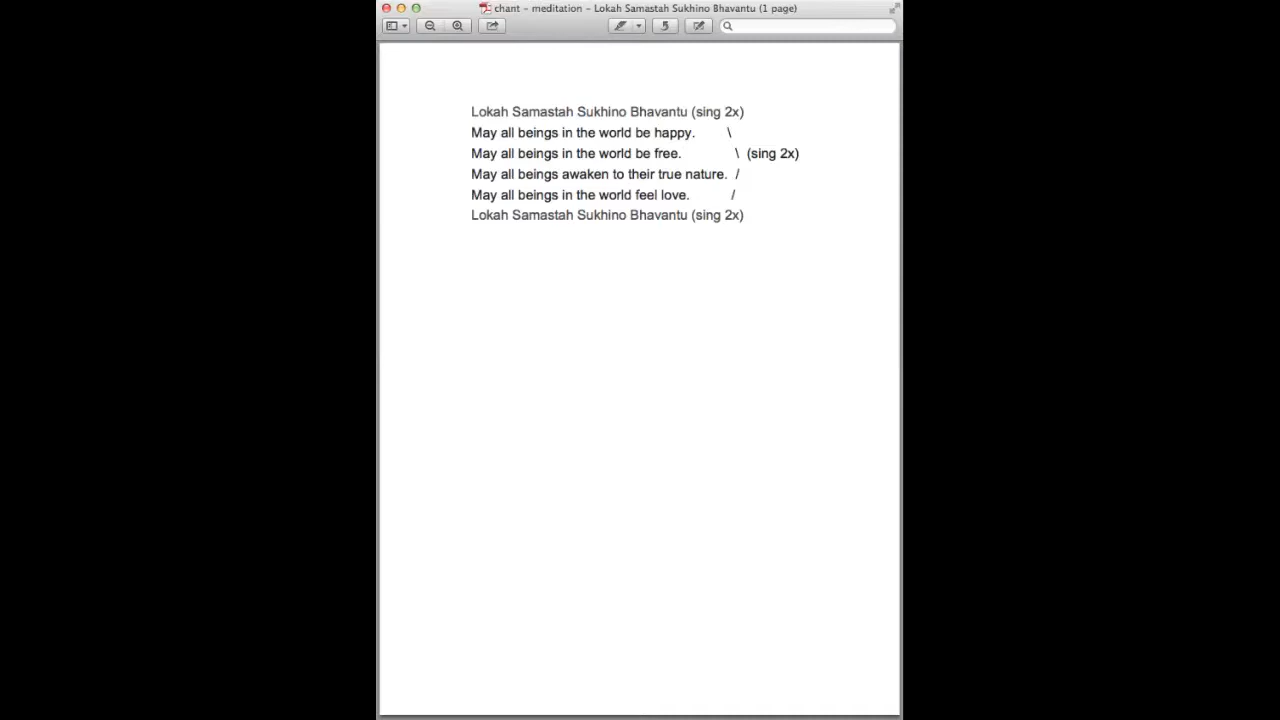 chant – meditation – Lokah Samastah Sukhino Bhavantu (1 page)
Lokah Samastah Sukhino Bhavantu (sing 2x)
May all beings in the world be happy. \
May all beings in the world be free. \ (sing 2x)
May all beings awaken to their true nature. /
May all beings in the world feel love. /
Lokah Samastah Sukhino Bhavantu (sing 2x)